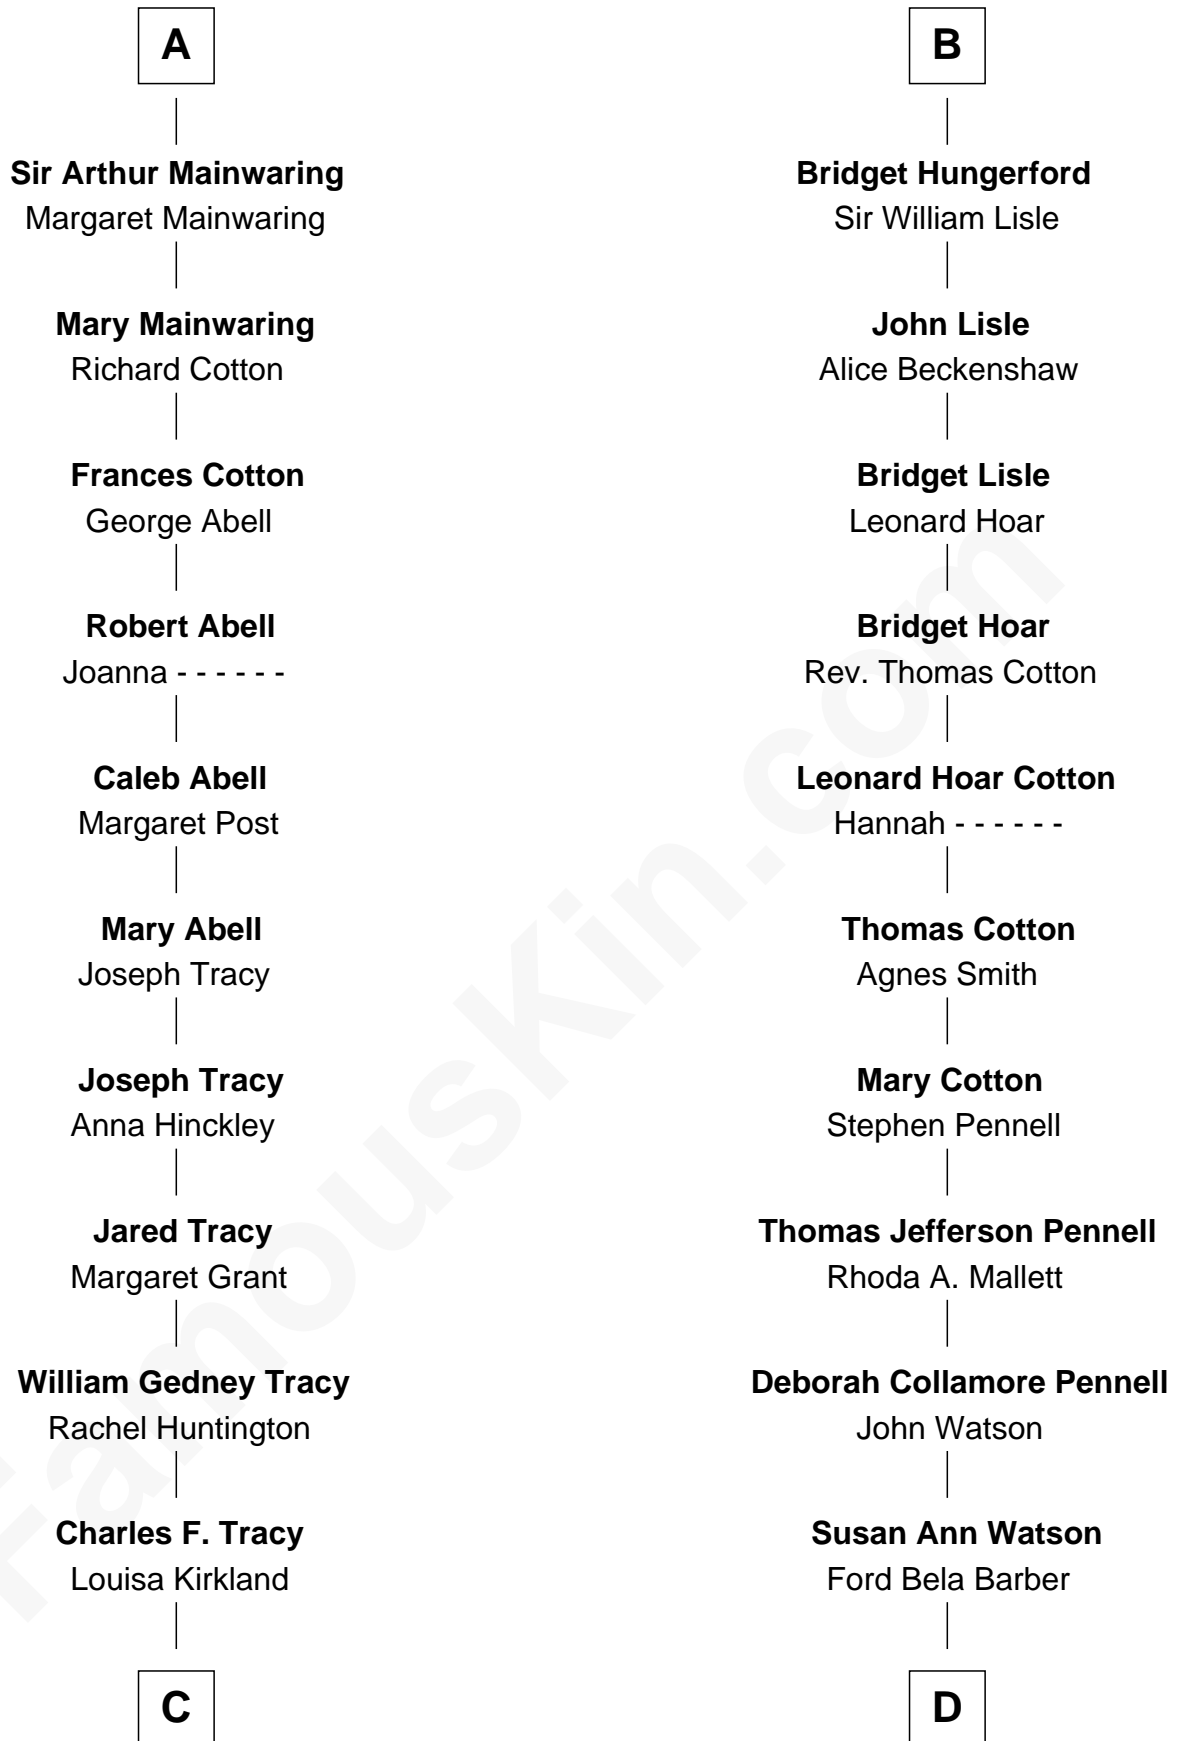 A
Sir Arthur Mainwaring
Margaret Mainwaring
Mary Mainwaring
Richard Cotton
Frances Cotton
George Abell
Robert Abell
Joanna - - - - - -
Caleb Abell
Margaret Post
Mary Abell
Joseph Tracy
Joseph Tracy
Anna Hinckley
Jared Tracy
Margaret Grant
William Gedney Tracy
Rachel Huntington
Charles F. Tracy
Louisa Kirkland
C
B
Bridget Hungerford
Sir William Lisle
John Lisle
Alice Beckenshaw
Bridget Lisle
Leonard Hoar
Bridget Hoar
Rev. Thomas Cotton
Leonard Hoar Cotton
Hannah - - - - - -
Thomas Cotton
Agnes Smith
Mary Cotton
Stephen Pennell
Thomas Jefferson Pennell
Rhoda A. Mallett
Deborah Collamore Pennell
John Watson
Susan Ann Watson
Ford Bela Barber
D
FamousKin.com